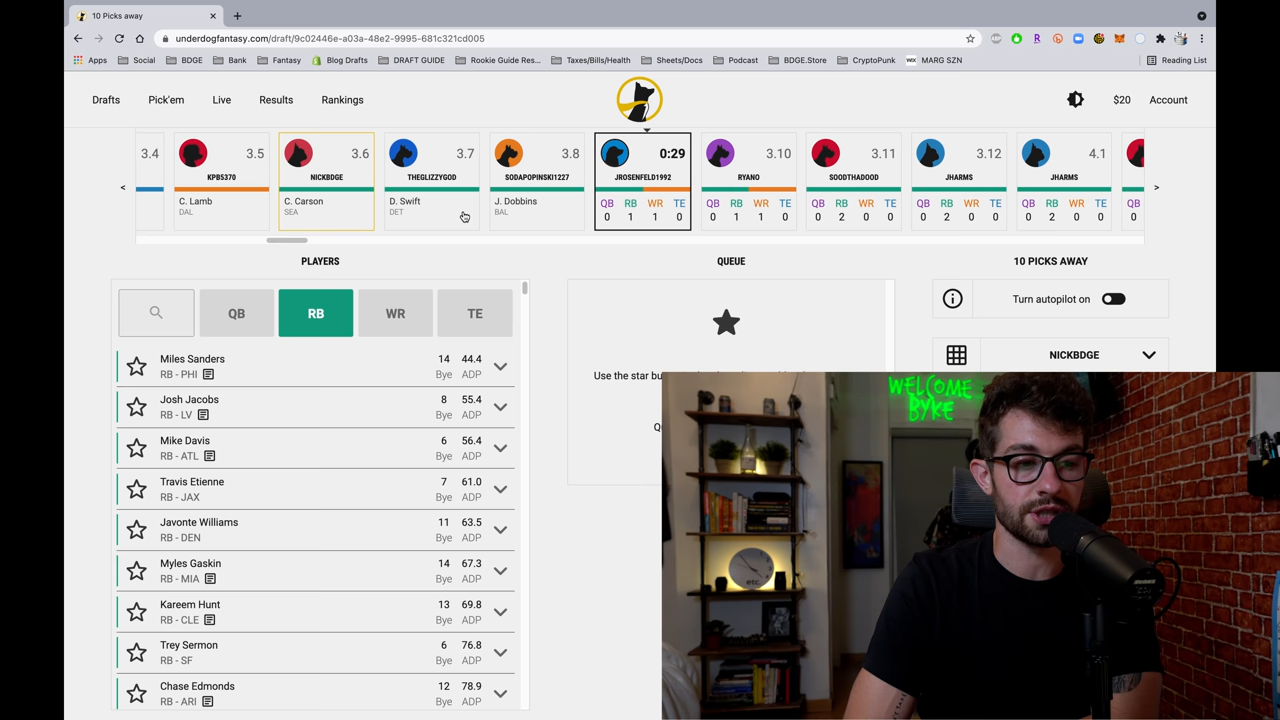 10 Picks away
underdogfantasy.com/draft/9c02446e-a03a-48e2-9995-681c321cd005
Apps Social BDGE Bank Fantasy Blog Drafts DRAFT GUIDE Rookie Guide Res... Taxes/Bills/Health Sheets/Docs Podcast BDGE.Store CryptoPunk WIX MARG SZN Reading List
Drafts Pick'em Live Results Rankings $20 Account
3.4 3.5 3.6 3.7 3.8 0:29 3.10 3.11 3.12 4.1
KPB5370 NICKBDGE THEGLIZZYGOD SODAPOPINSKI1227 JROSENFELD1992 RYANO SOODTHADOOD JHARMS JHARMS
C. Lamb C. Carson D. Swift J. Dobbins QB RB WR TE QB RB WR TE QB RB WR TE QB RB WR TE QB RB WR TE
DAL SEA DET BAL 0 1 1 0 0 1 1 0 0 2 0 0 0 2 0 0 0 2 0 0
< >
PLAYERS QUEUE 10 PICKS AWAY
QB RB WR TE
Turn autopilot on
NICKBDGE
Miles Sanders 14 44.4
RB - PHI Bye ADP
Josh Jacobs 8 55.4
RB - LV Bye ADP
Mike Davis 6 56.4
RB - ATL Bye ADP
Travis Etienne 7 61.0
RB - JAX Bye ADP
Javonte Williams 11 63.5
RB - DEN Bye ADP
Myles Gaskin 14 67.3
RB - MIA Bye ADP
Kareem Hunt 13 69.8
RB - CLE Bye ADP
Trey Sermon 6 76.8
RB - SF Bye ADP
Chase Edmonds 12 78.9
RB - ARI Bye ADP
Use the star
WELCOME
BYKE
etc.